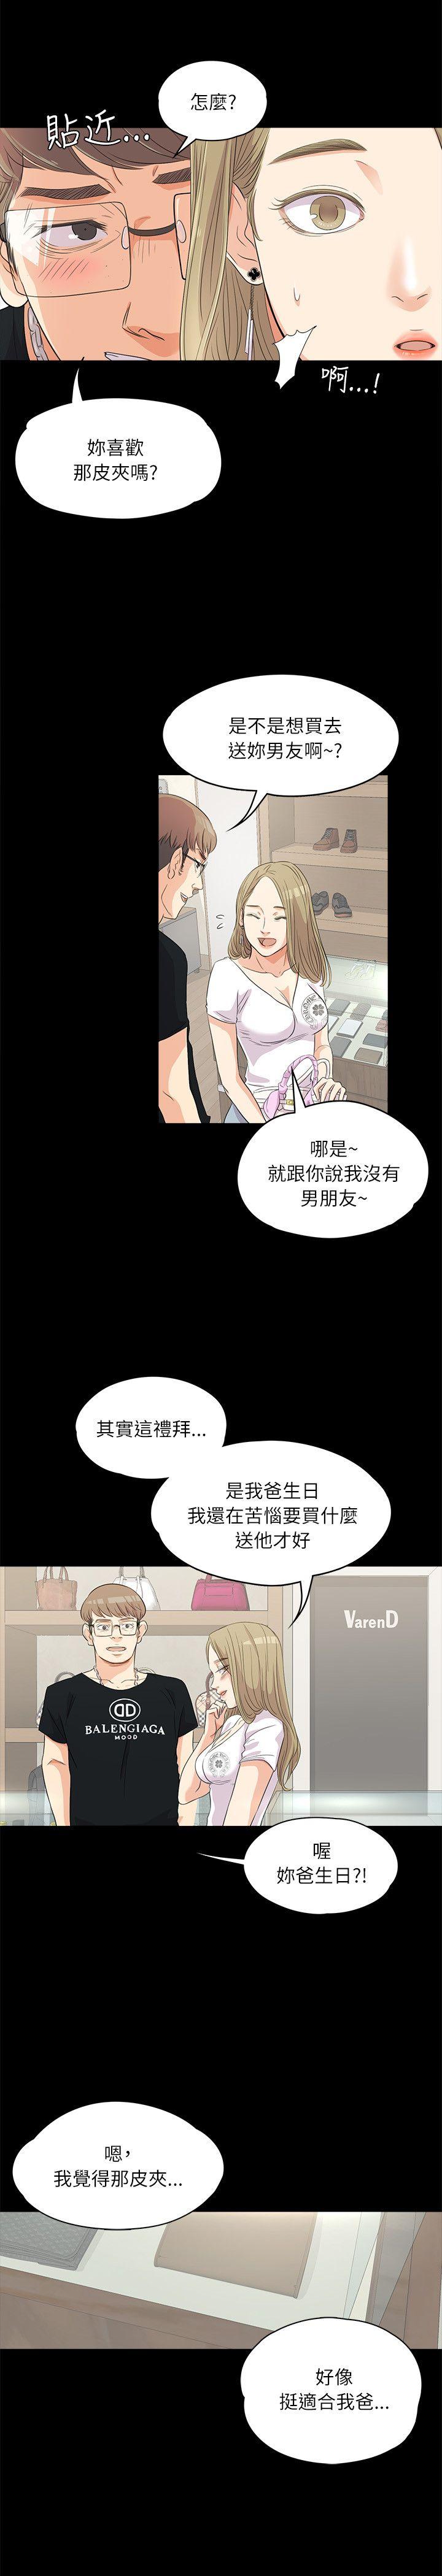 怎麼?
貼近...
啊...!
妳喜歡
那皮夾嗎?
是不是想買去
送妳男友啊~?
哪是~
就跟你說我沒有
男朋友~
其實這禮拜...
是我爸生日
我還在苦惱要買什麼
送他才好
VarenD
BALENGIAGA
MOOD
喔
妳爸生日?!
嗯,
我覺得那皮夾...
好像
挺適合我爸...